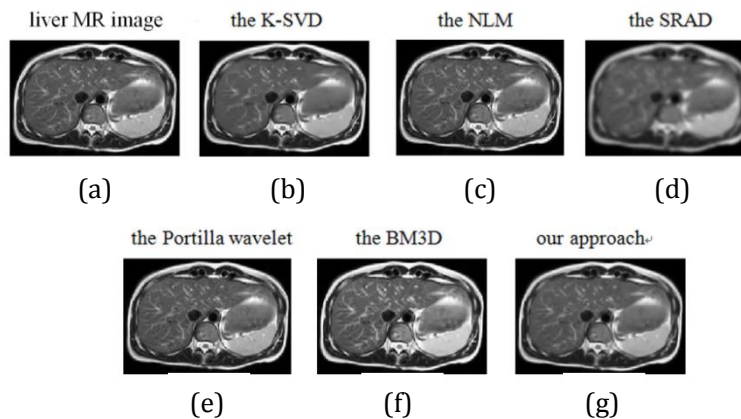 liver MR image the K-SVD the NLM the SRAD
(a) (b) (c) (d)
the Portilla wavelet the BM3D our approach↵
(e) (f) (g)